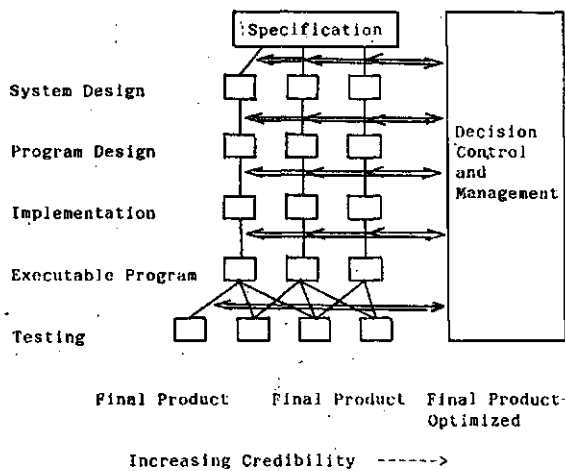 Specification
System Design
Program Design
Implementation
Executable Program
Testing
Decision
Control
and
Management
Final Product
Final Product
Final Product-
Optimized
Increasing Credibility ------>